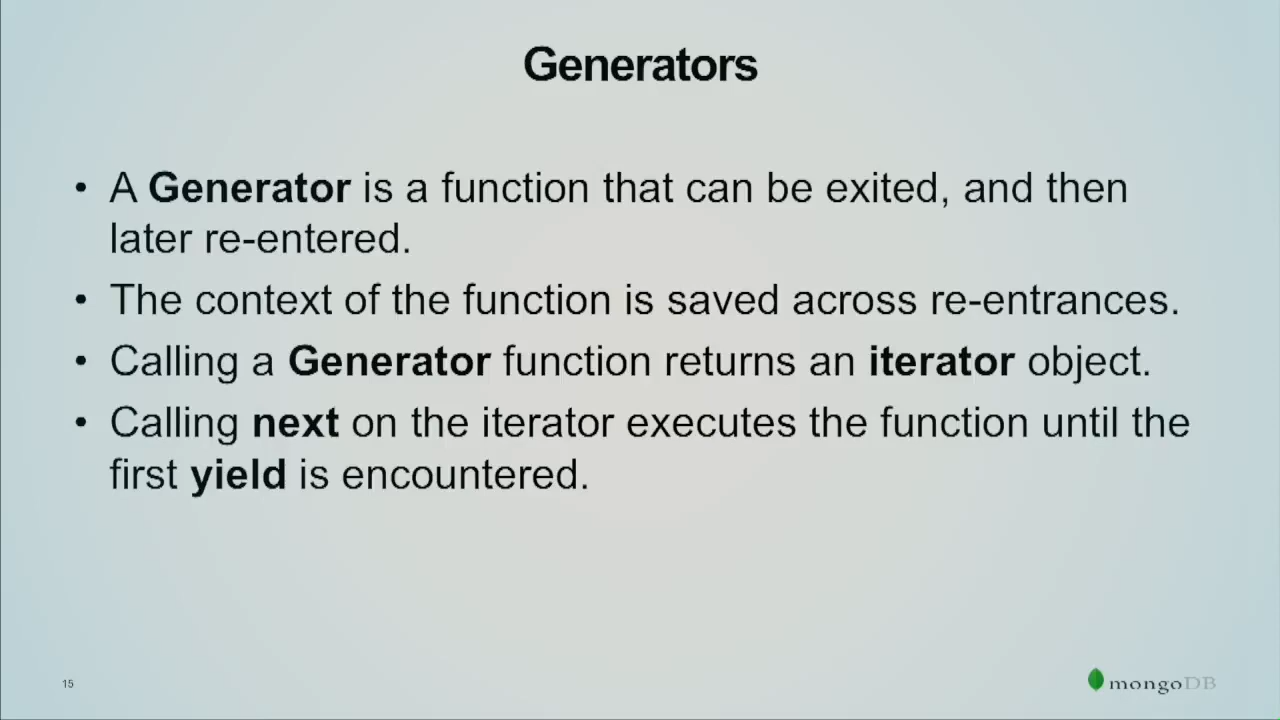 Generators
• A Generator is a function that can be exited, and then
later re-entered.
• The context of the function is saved across re-entrances.
• Calling a Generator function returns an iterator object.
• Calling next on the iterator executes the function until the
first yield is encountered.
15
mongoDB